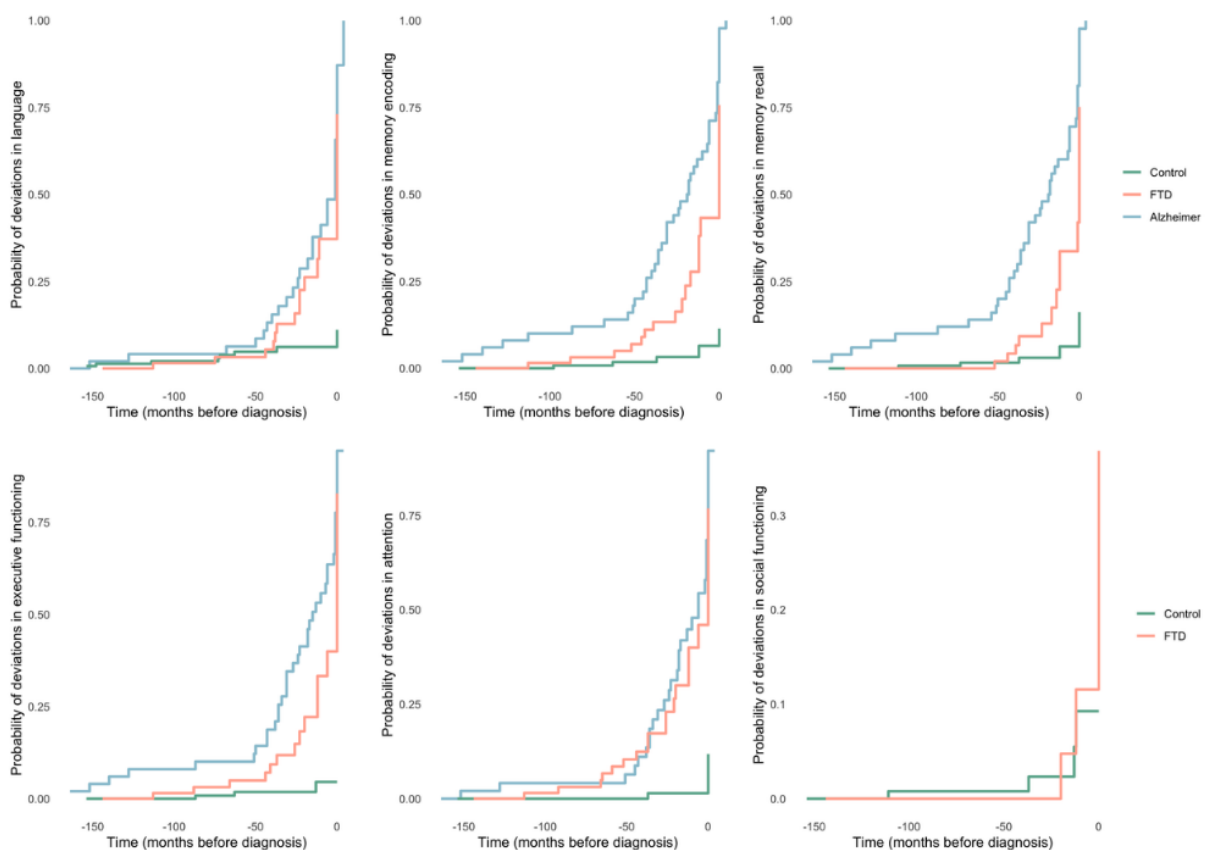 Probability of deviations in language
1.00
0.75
0.50
0.25
0.00
-150 -100 -50 0
Time (months before diagnosis)
Probability of deviations in memory encoding
1.00
0.75
0.50
0.25
0.00
-150 -100 -50 0
Time (months before diagnosis)
Probability of deviations in memory recall
1.00
0.75
0.50
0.25
0.00
-150 -100 -50 0
Time (months before diagnosis)
Control
FTD
Alzheimer
Probability of deviations in executive functioning
0.75
0.50
0.25
0.00
-150 -100 -50 0
Time (months before diagnosis)
Probability of deviations in attention
0.75
0.50
0.25
0.00
-150 -100 -50 0
Time (months before diagnosis)
Probability of deviations in social functioning
0.3
0.2
0.1
0.0
-150 -100 -50 0
Time (months before diagnosis)
Control
FTD